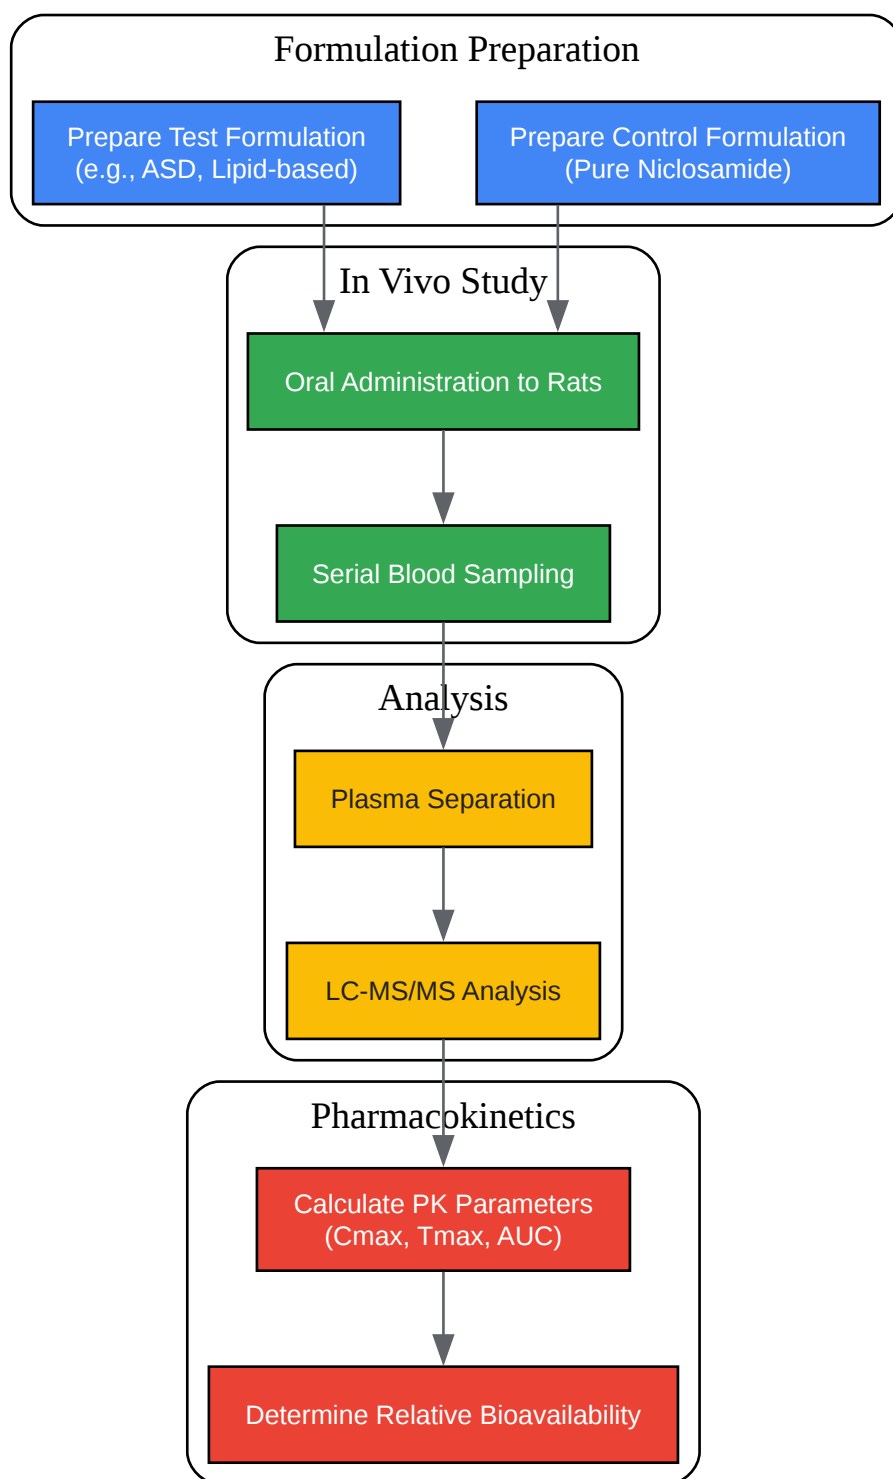 Formulation Preparation
Prepare Test Formulation
(e.g., ASD, Lipid-based)
Prepare Control Formulation
(Pure Niclosamide)
In Vivo Study
Oral Administration to Rats
Serial Blood Sampling
Analysis
Plasma Separation
LC-MS/MS Analysis
Pharmacokinetics
Calculate PK Parameters
(Cmax, Tmax, AUC)
Determine Relative Bioavailability